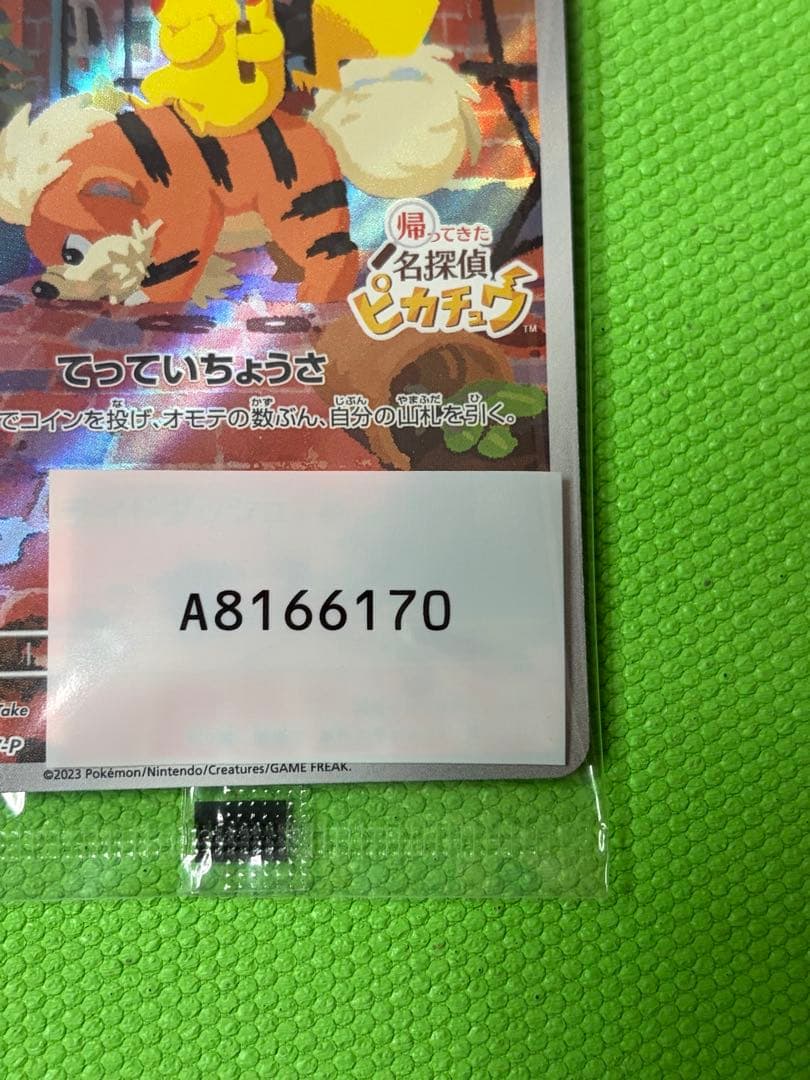 帰ってきた
名探偵
ピカチュウ
TM
てっていちょうさ
でコインを投げ、オモテの数ぶん、自分の山札を引く。
A8166170
Take
-P
©2023 Pokémon/Nintendo/Creatures/GAME FREAK.